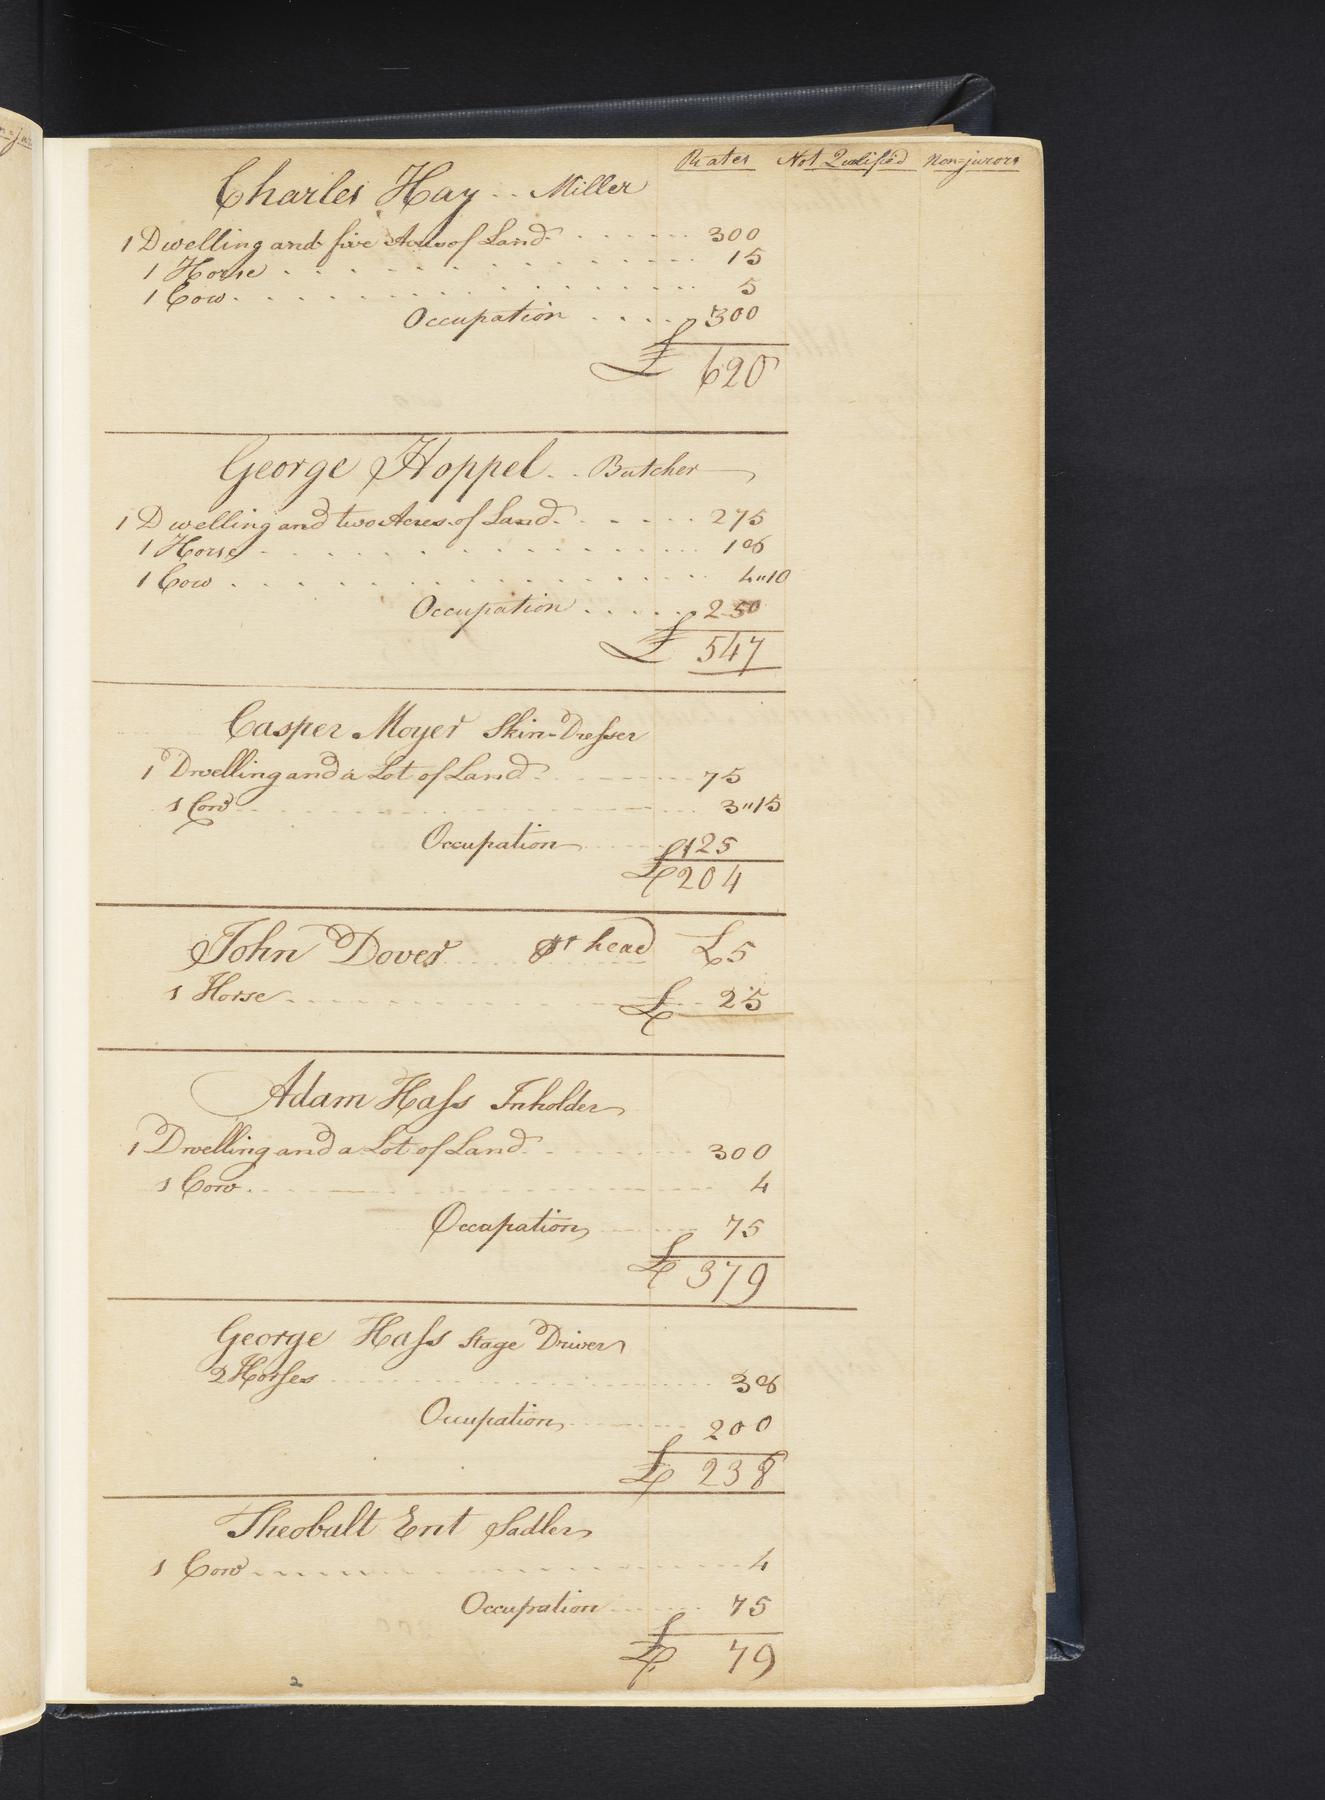 Rates Not Qualified Non-jurors
Charles Hay .. Miller
1 Dwelling and five Acres of Land 300
1 Horse 15
1 Cow 5
Occupation 300
£ 620
George Hoppel .. Butcher
1 Dwelling and two Acres of Land 275
1 Horse 18
1 Cow 4"10
Occupation 250
£ 547
Casper Moyer Skin-Dresser
1 Dwelling and a Lot of Land 75
1 Cow 3"15
Occupation 125
£ 204
John Dover pr head £5
1 Horse £ 25
Adam Hass Inholder
1 Dwelling and a Lot of Land 300
1 Cow 4
Occupation 75
£ 379
George Hass Stage Driver
2 Horses 38
Occupation 200
£ 238
Theobalt Ent Sadler
1 Cow 4
Occupation 75
£ 79
2